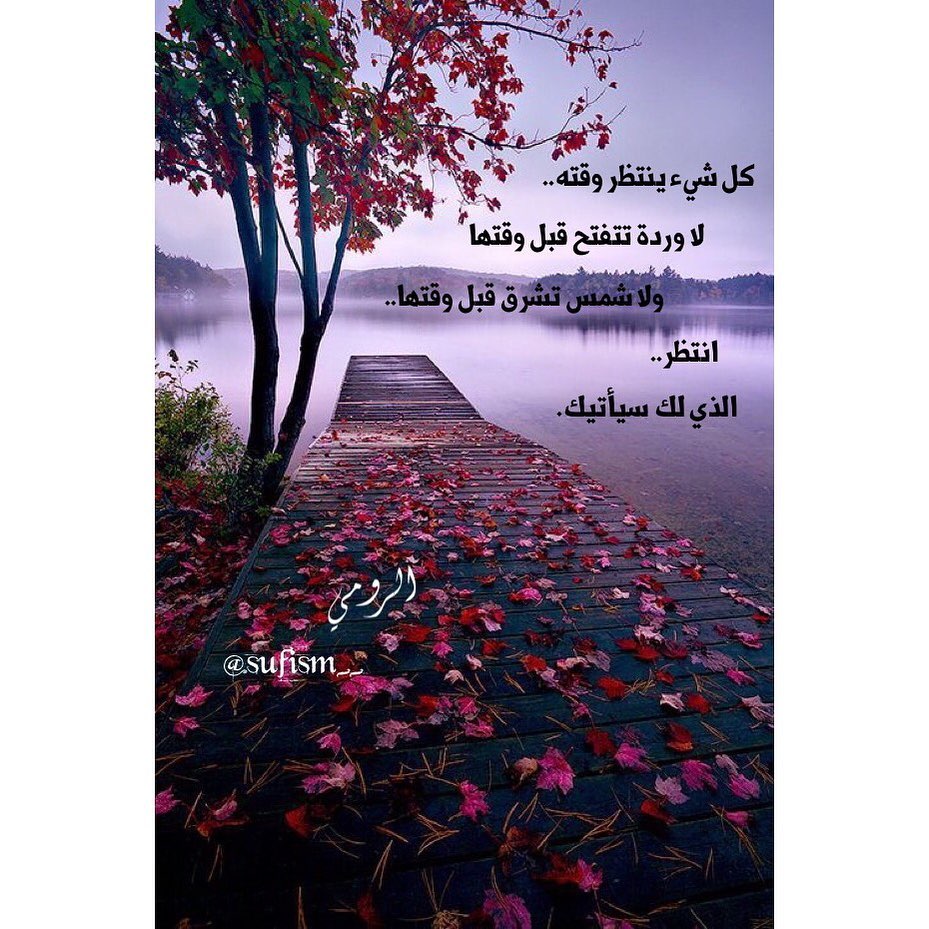 كل شيء ينتظر وقته..
لا وردة تتفتح قبل وقتها
ولا شمس تشرق قبل وقتها..
انتظر..
الذي لك سيأتيك.
الرومي
@sufism__